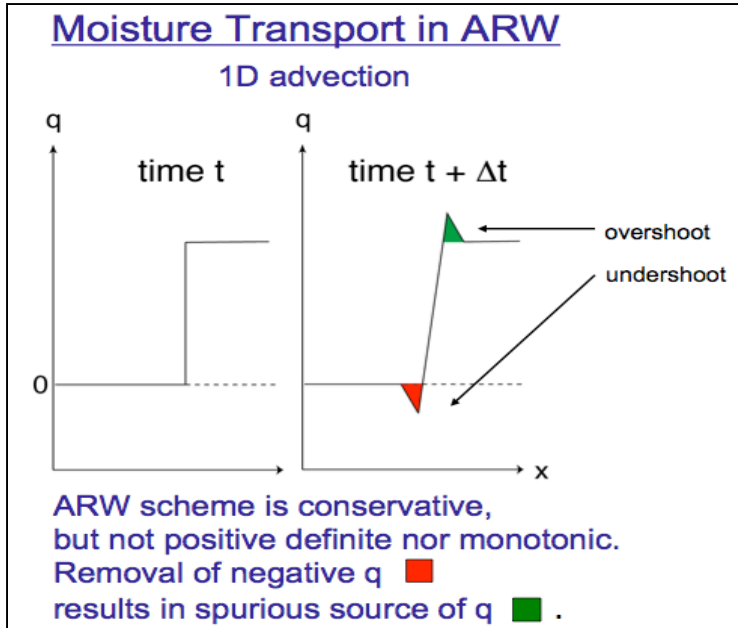 Moisture Transport in ARW
1D advection
q
q
time t
time t + Δt
overshoot
undershoot
0
x
ARW scheme is conservative,
but not positive definite nor monotonic.
Removal of negative q
results in spurious source of q .